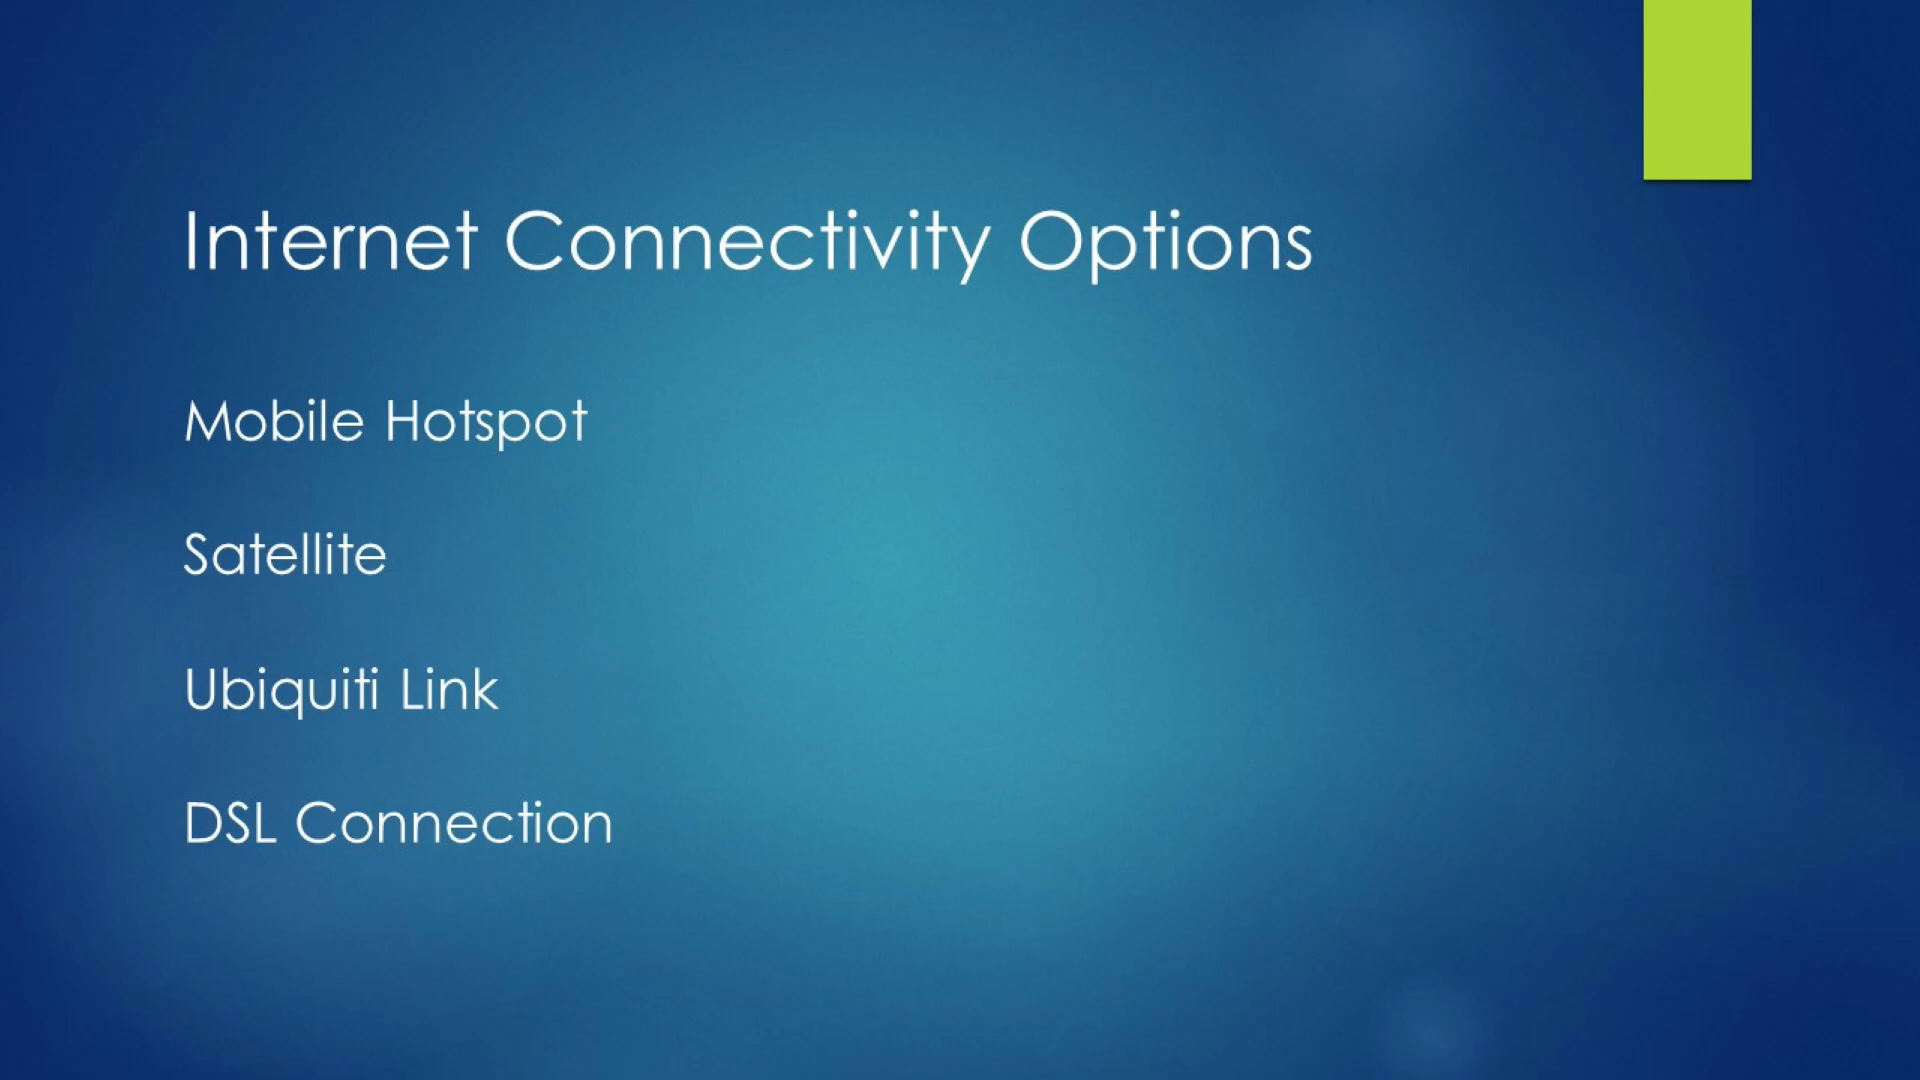 Internet Connectivity Options
Mobile Hotspot
Satellite
Ubiquiti Link
DSL Connection